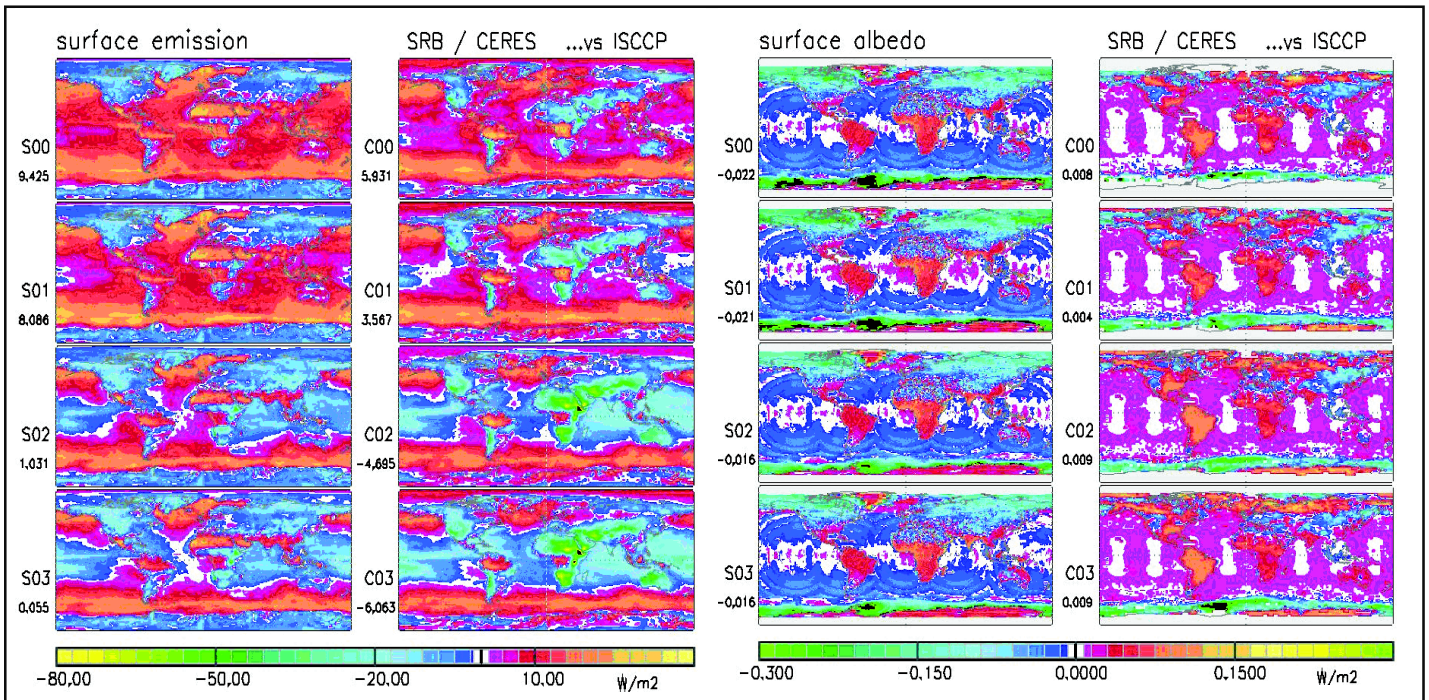 surface emission
SRB / CERES ...vs ISCCP
surface albedo
SRB / CERES ...vs ISCCP
S00
9,425
C00
5,931
S00
-0,022
C00
0,008
S01
8,086
C01
3,567
S01
-0,021
C01
0,004
S02
1,031
C02
-4,695
S02
-0,016
C02
0,009
S03
0,055
C03
-6,063
S03
-0,016
C03
0,009
-80,00 -50,00 -20,00 10,00 W/m2
-0,300 -0,150 0,0000 0,1500 W/m2